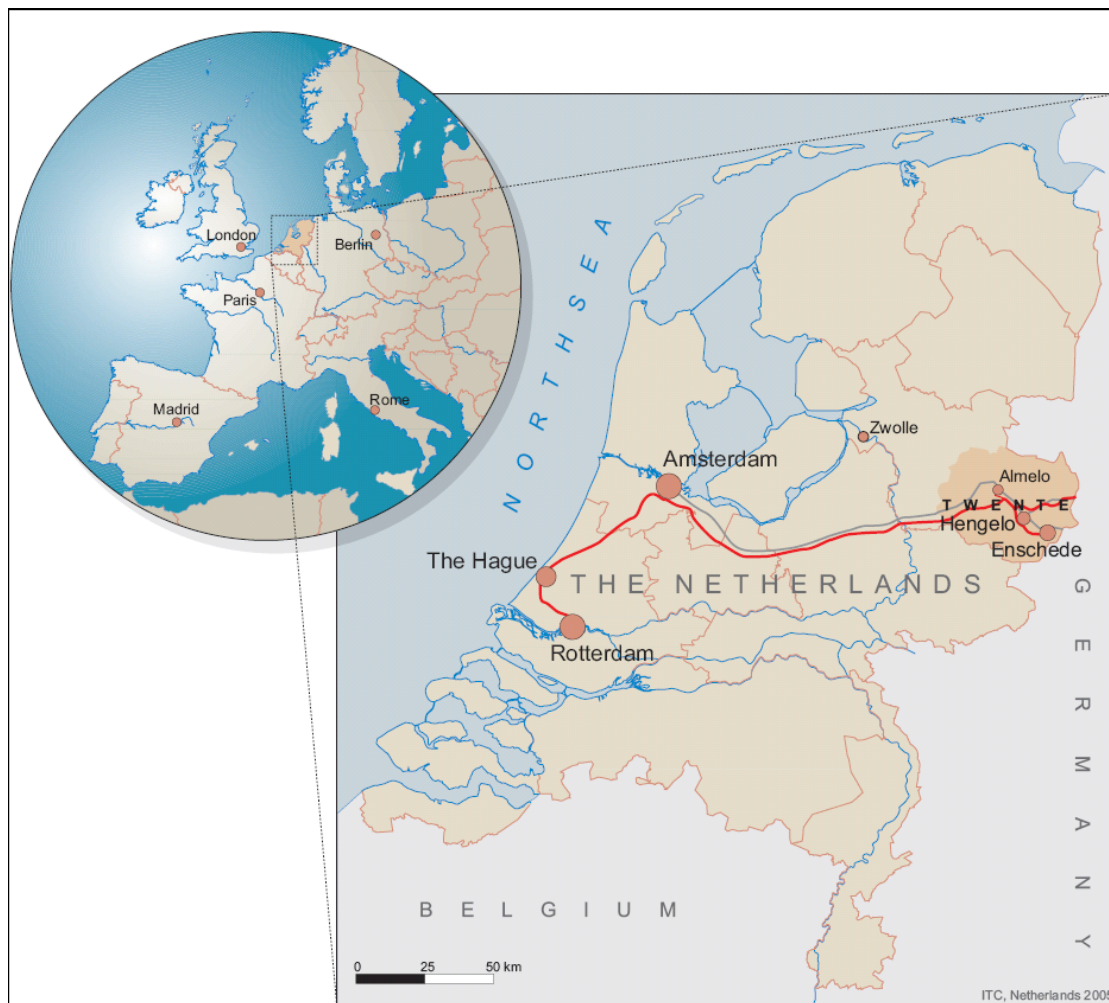 London
Berlin
Paris
Madrid
Rome
NORTH SEA
Zwolle
Amsterdam
Almelo
TWENTE
Hengelo
Enschede
The Hague
THE NETHERLANDS
Rotterdam
GERMANY
BELGIUM
0 25 50 km
ITC, Netherlands 2005